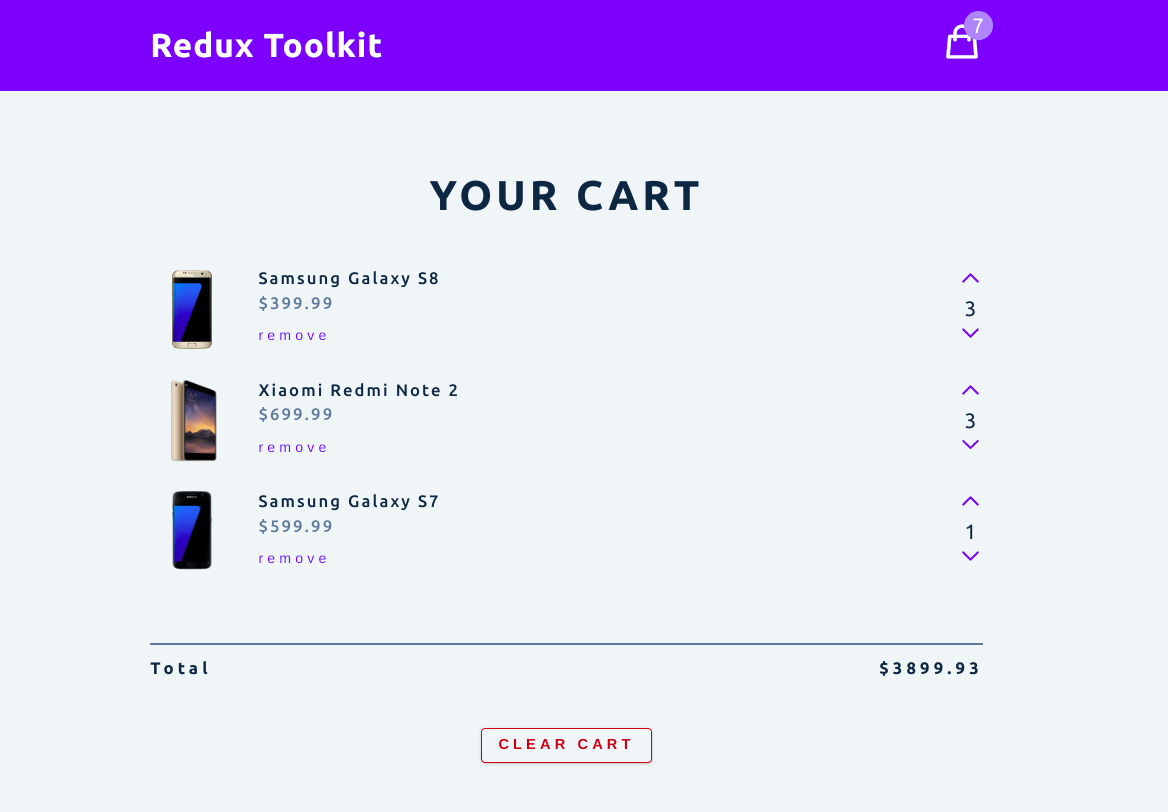 Redux Toolkit
7
YOUR CART
Samsung Galaxy S8
$399.99
remove
3
Xiaomi Redmi Note 2
$699.99
remove
3
Samsung Galaxy S7
$599.99
remove
1
Total
$3899.93
CLEAR CART